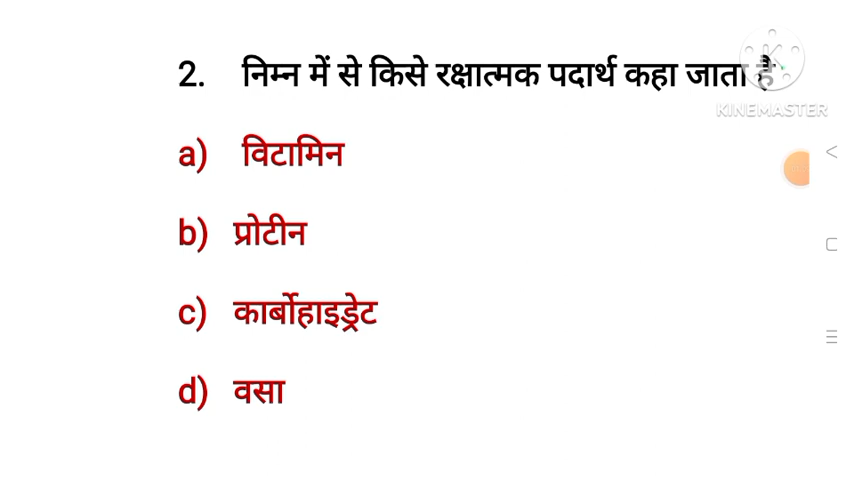 2. निम्न में से किसे रक्षात्मक पदार्थ कहा जाता है
KINEMASTER
a) विटामिन
b) प्रोटीन
c) कार्बोहाइड्रेट
d) वसा